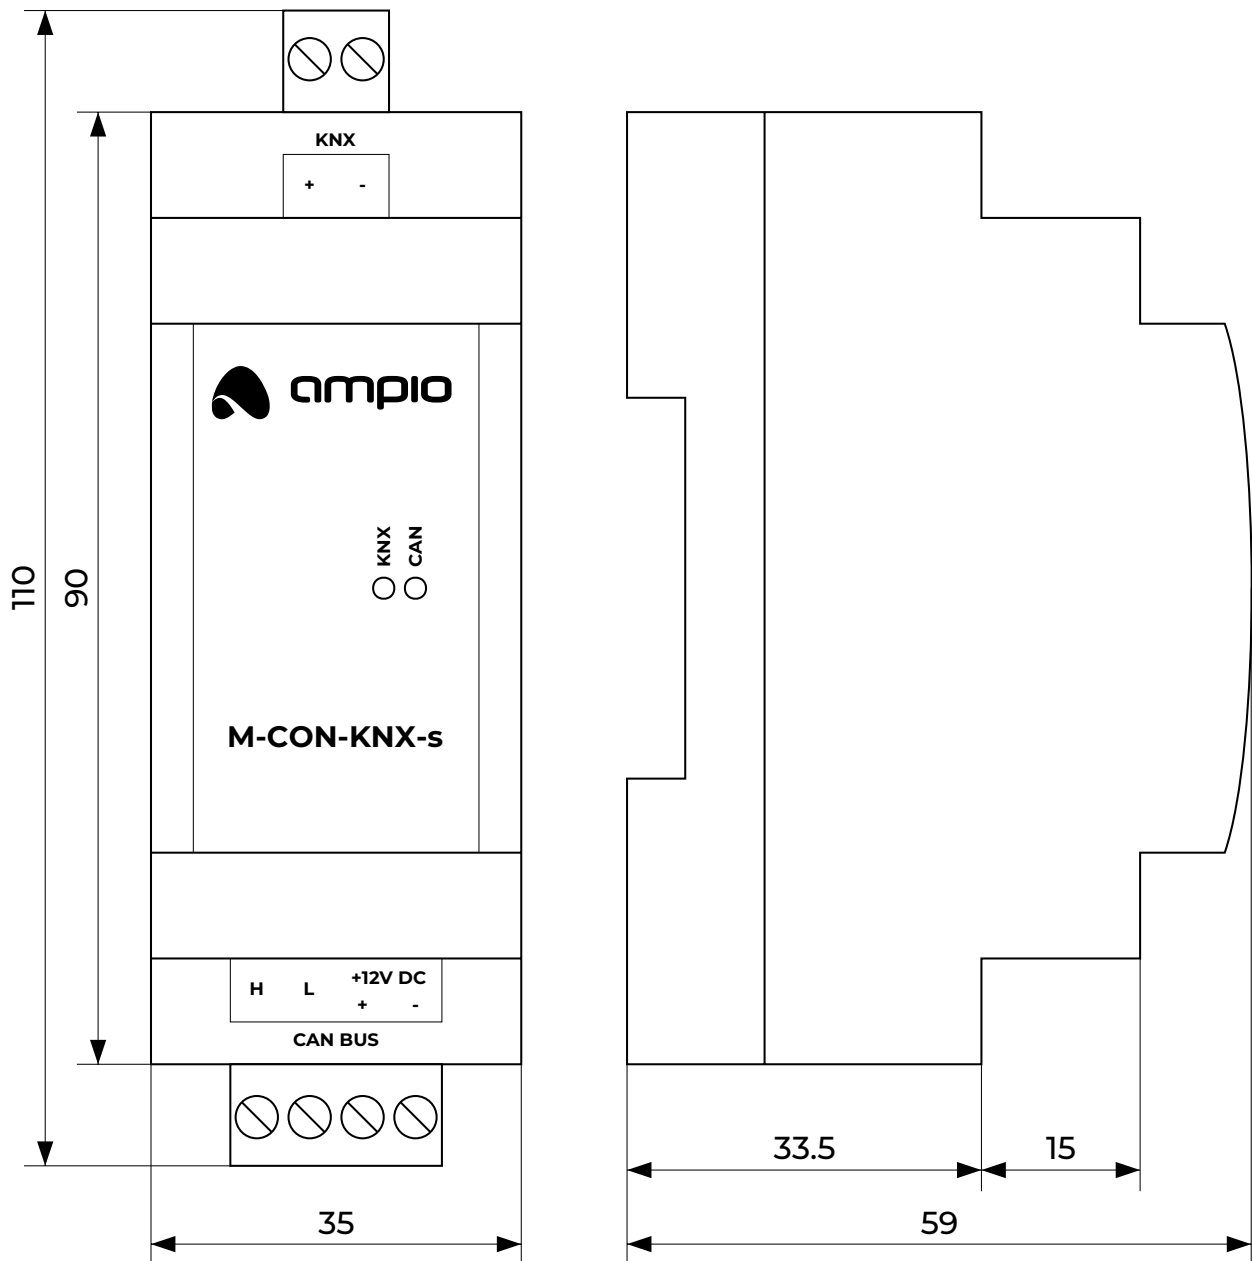 KNX
+ -
ampio
KNX
CAN
110
90
M-CON-KNX-s
+12V DC
H L
+ -
CAN BUS
33.5
15
35
59